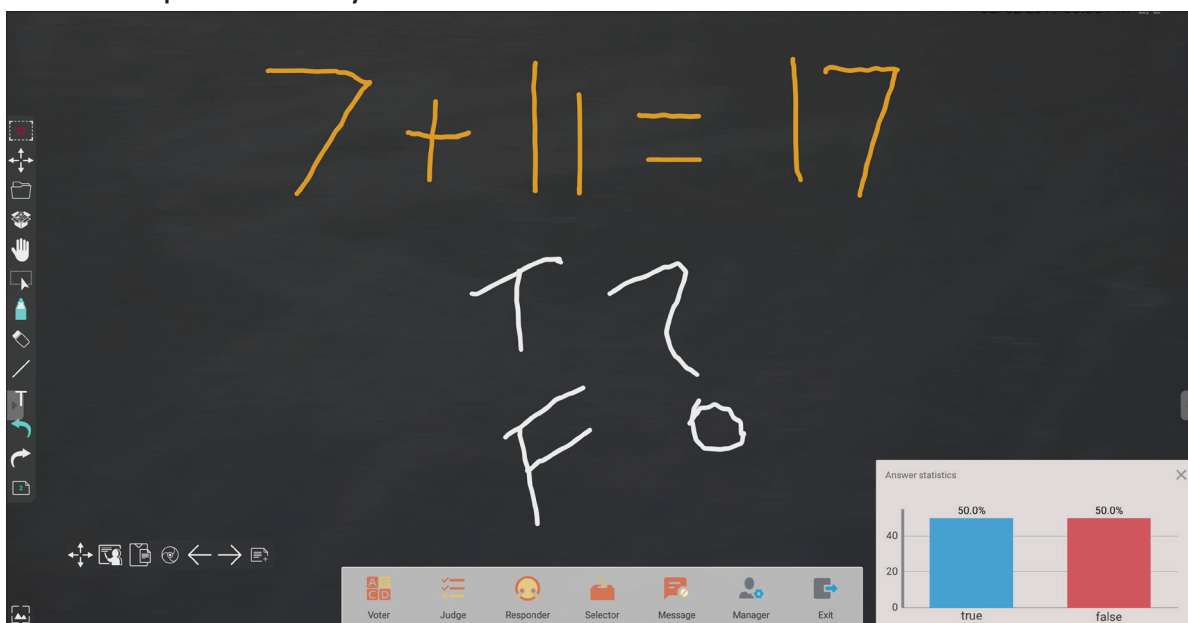 7 + 11 = 17
T ?
F
Answer statistics
50.0% 50.0%
40
20
0
true false
A B
C D
Voter Judge Responder Selector Message Manager Exit
T
2